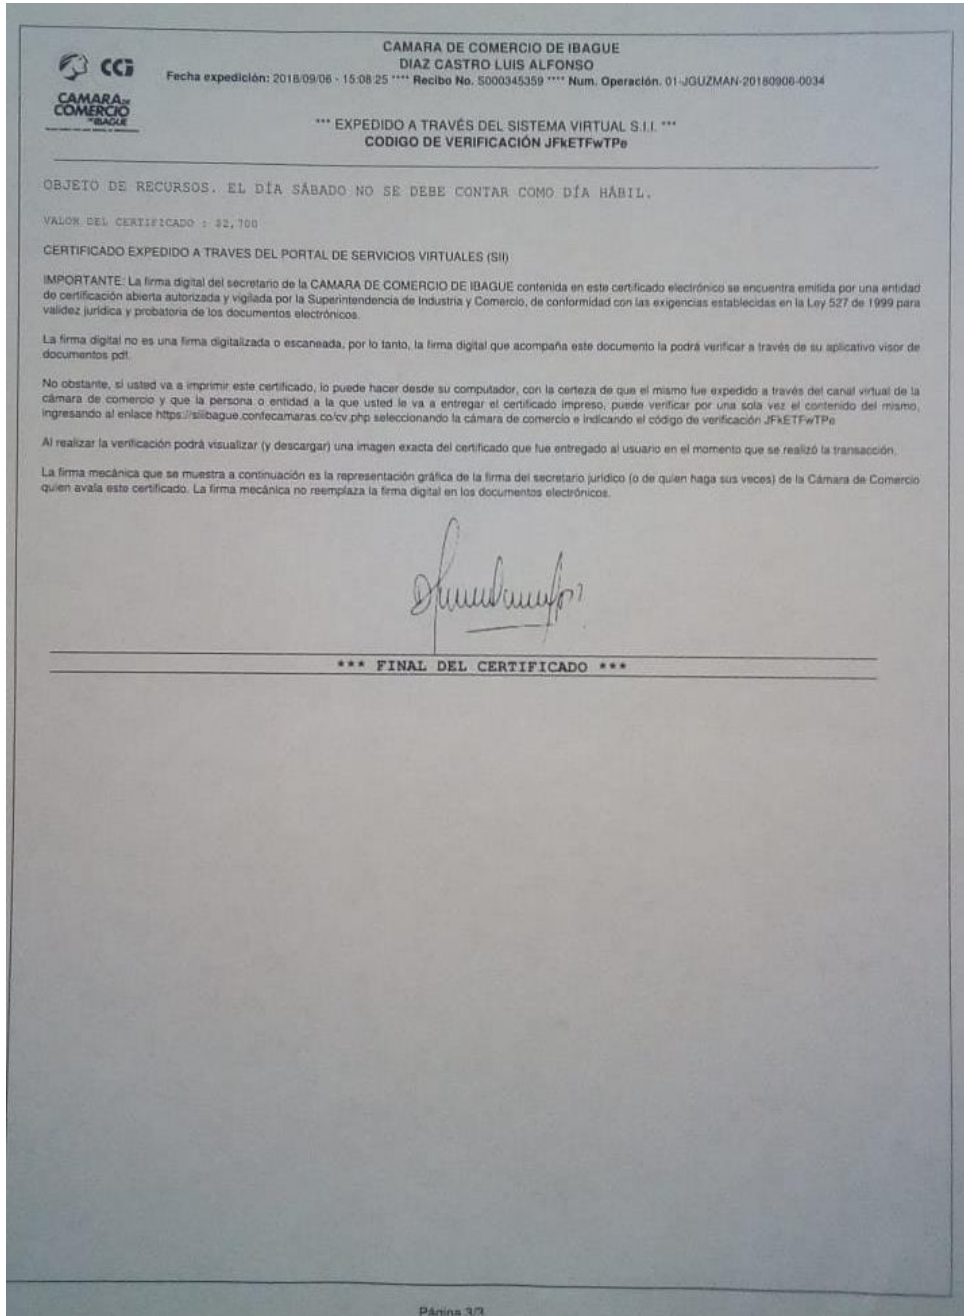 CCi
CAMARA DE
COMERCIO
DE IBAGUÉ
CAMARA DE COMERCIO DE IBAGUE
DIAZ CASTRO LUIS ALFONSO
Fecha expedición: 2018/09/06 - 15:08:25 **** Recibo No. S000345359 **** Num. Operación. 01-JGUZMAN-20180906-0034
*** EXPEDIDO A TRAVÉS DEL SISTEMA VIRTUAL S.I.I. ***
CODIGO DE VERIFICACIÓN JFkETFwTPe
OBJETO DE RECURSOS. EL DÍA SÁBADO NO SE DEBE CONTAR COMO DÍA HÁBIL.
VALOR DEL CERTIFICADO : $2,700
CERTIFICADO EXPEDIDO A TRAVES DEL PORTAL DE SERVICIOS VIRTUALES (SII)
IMPORTANTE: La firma digital del secretario de la CAMARA DE COMERCIO DE IBAGUE contenida en este certificado electrónico se encuentra emitida por una entidad
de certificación abierta autorizada y vigilada por la Superintendencia de Industria y Comercio, de conformidad con las exigencias establecidas en la Ley 527 de 1999 para
validez jurídica y probatoria de los documentos electrónicos.
La firma digital no es una firma digitalizada o escaneada, por lo tanto, la firma digital que acompaña este documento la podrá verificar a través de su aplicativo visor de
documentos pdf.
No obstante, si usted va a imprimir este certificado, lo puede hacer desde su computador, con la certeza de que el mismo fue expedido a través del canal virtual de la
cámara de comercio y que la persona o entidad a la que usted le va a entregar el certificado impreso, puede verificar por una sola vez el contenido del mismo,
ingresando al enlace https://siiibague.confecamaras.co/cv.php seleccionando la cámara de comercio e indicando el código de verificación JFkETFwTPe
Al realizar la verificación podrá visualizar (y descargar) una imagen exacta del certificado que fue entregado al usuario en el momento que se realizó la transacción.
La firma mecánica que se muestra a continuación es la representación gráfica de la firma del secretario jurídico (o de quien haga sus veces) de la Cámara de Comercio
quien avala este certificado. La firma mecánica no reemplaza la firma digital en los documentos electrónicos.
*** FINAL DEL CERTIFICADO ***
Página 3/3